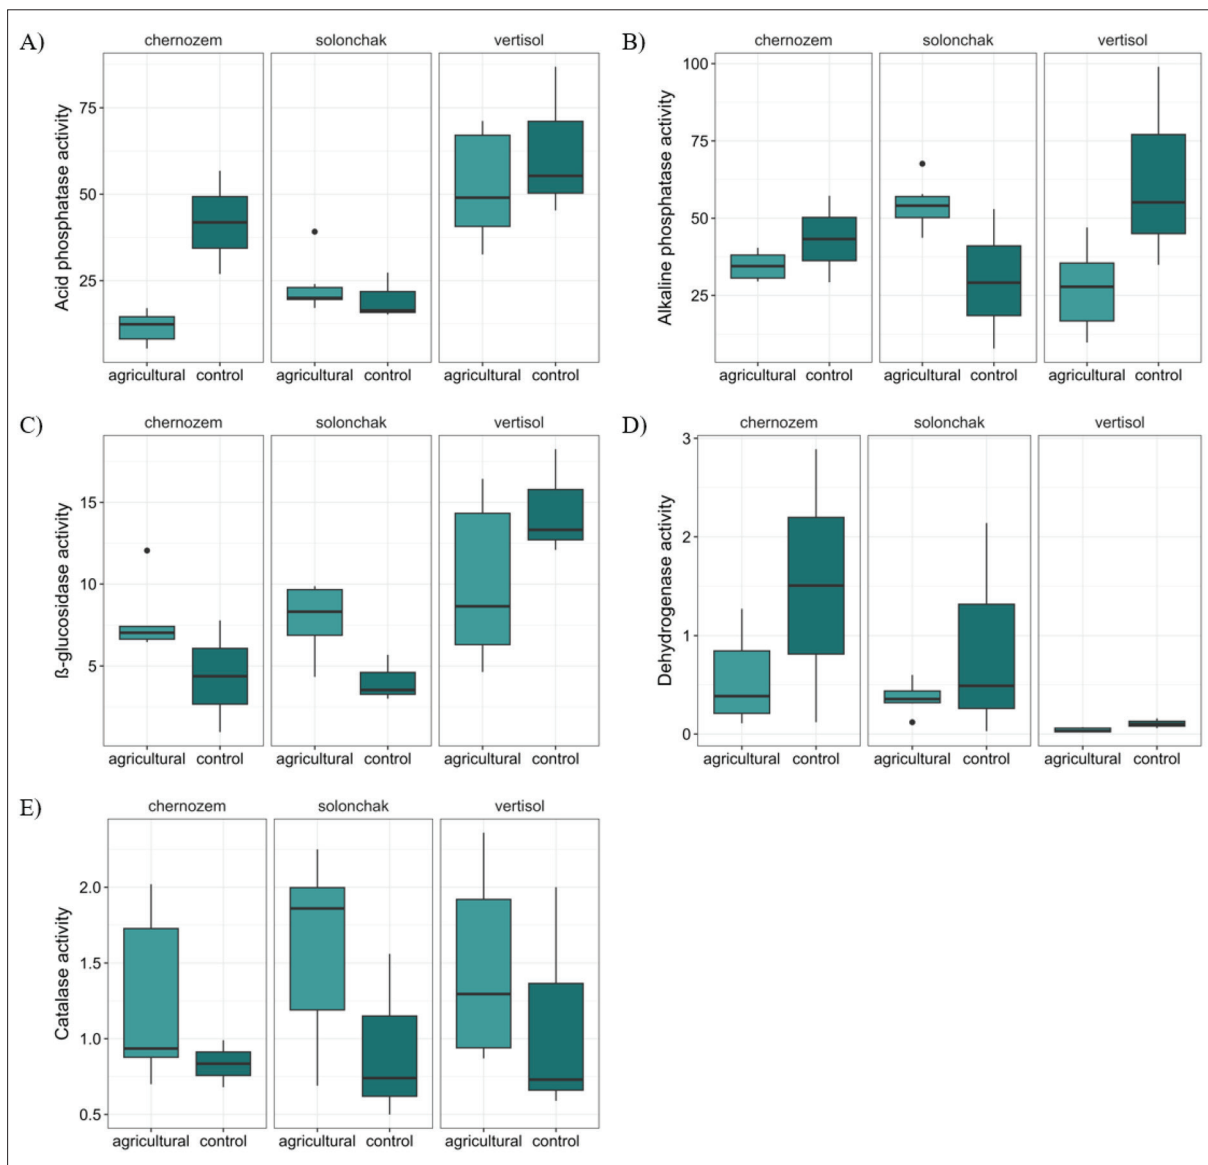 A)
chernozem solonchak vertisol
Acid phosphatase activity
75
50
25
agricultural control agricultural control agricultural control
B)
chernozem solonchak vertisol
Alkaline phosphatase activity
100
75
50
25
agricultural control agricultural control agricultural control
C)
chernozem solonchak vertisol
ß-glucosidase activity
15
10
5
agricultural control agricultural control agricultural control
D)
chernozem solonchak vertisol
Dehydrogenase activity
3
2
1
0
agricultural control agricultural control agricultural control
E)
chernozem solonchak vertisol
Catalase activity
2.0
1.5
1.0
0.5
agricultural control agricultural control agricultural control